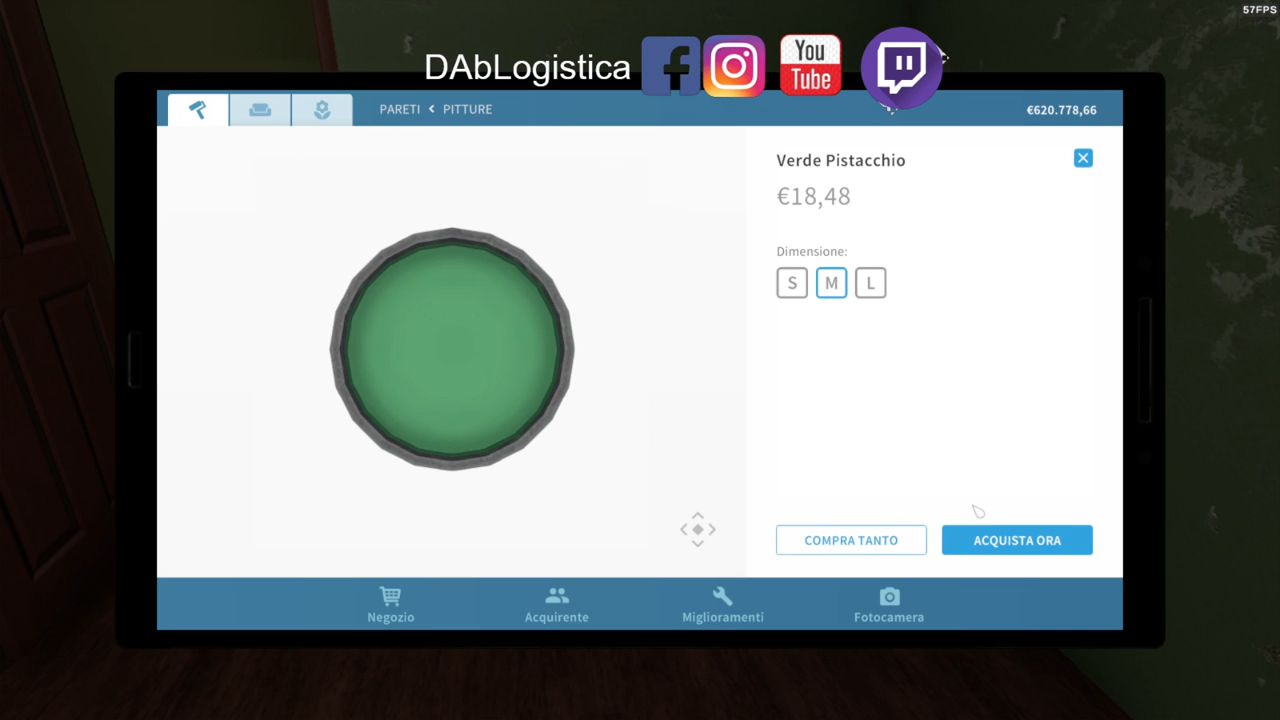 57FPS
DAbLogistica
You
Tube
PARETI < PITTURE
€620.778,66
Verde Pistacchio
€18,48
Dimensione:
S M L
COMPRA TANTO
ACQUISTA ORA
Negozio
Acquirente
Miglioramenti
Fotocamera